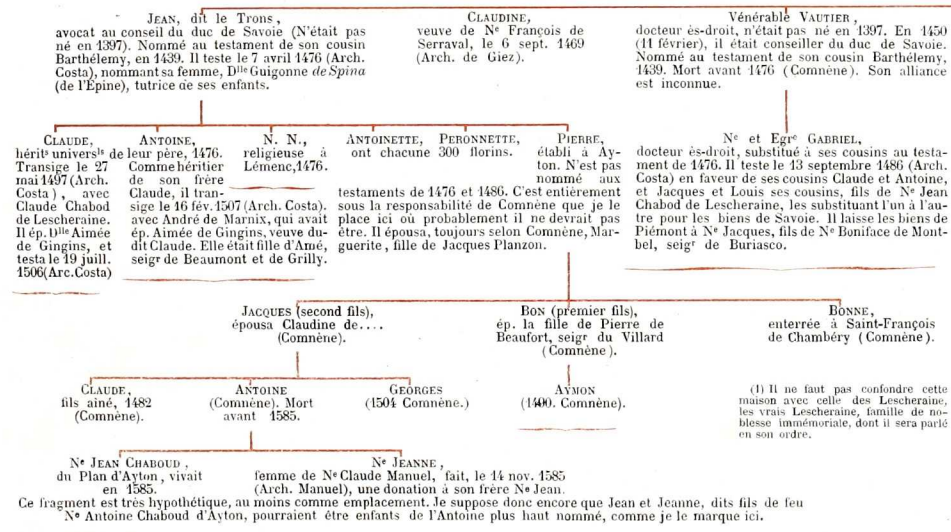 JEAN, dit le Trons,
avocat au conseil du duc de Savoie (N'était pas
né en 1397). Nommé au testament de son cousin
Barthélemy, en 1439. Il teste le 7 avril 1476 (Arch.
Costa), nommant sa femme, Dlle Guigonne de Spina
(de l'Épine), tutrice de ses enfants.
CLAUDINE,
veuve de Ne François de
Serraval, le 6 sept. 1469
(Arch. de Giez).
Vénérable VAUTIER,
docteur ès-droit, n'était pas né en 1397. En 1450
(11 février), il était conseiller du duc de Savoie.
Nommé au testament de son cousin Barthélemy,
1439. Mort avant 1476 (Comnène). Son alliance
est inconnue.
CLAUDE,
hérits universls de
Transige le 27
mai 1497 (Arch.
Costa), avec
Claude Chabod
de Lescheraine.
Il ép. Dlle Aimée
de Gingins, et
testa le 19 juill.
1506 (Arc. Costa)
ANTOINE,
leur père, 1476.
Comme héritier
de son frère
Claude, il tran-
sige le 16 fév. 1507 (Arch. Costa).
avec André de Marnix, qui avait
ép. Aimée de Gingins, veuve du-
dit Claude. Elle était fille d'Amé,
seigr de Beaumont et de Grilly.
N. N.,
religieuse à
Lémenc, 1476.
ANTOINETTE, PERONNETTE,
ont chacune 300 florins.
PIERRE,
établi à Ay-
ton. N'est pas
nommé aux
testaments de 1476 et 1486. C'est entièrement
sous la responsabilité de Comnène que je le
place ici où probablement il ne devrait pas
être. Il épousa, toujours selon Comnène, Mar-
guerite, fille de Jacques Planzon.
Ne et Egre GABRIEL,
docteur ès-droit, substitué à ses cousins au testa-
ment de 1476. Il teste le 13 septembre 1486 (Arch.
Costa) en faveur de ses cousins Claude et Antoine,
et Jacques et Louis ses cousins, fils de Ne Jean
Chabod de Lescheraine, les substituant l'un à l'au-
tre pour les biens de Savoie. Il laisse les biens de
Piémont à Ne Jacques, fils de Ne Boniface de Mont-
bel, seigr de Buriasco.
JACQUES (second fils),
épousa Claudine de....
(Comnène).
BON (premier fils),
ép. la fille de Pierre de
Beaufort, seigr du Villard
(Comnène).
BONNE,
enterrée à Saint-François
de Chambéry (Comnène).
CLAUDE,
fils aîné, 1482
(Comnène).
ANTOINE
(Comnène). Mort
avant 1585.
GEORGES
(1504 Comnène.)
AYMON
(1400. Comnène).
(1) Il ne faut pas confondre cette
maison avec celle des Lescheraine,
les vrais Lescheraine, famille de no-
blesse immémoriale, dont il sera parlé
en son ordre.
Ne JEAN CHABOUD,
du Plan d'Ayton, vivait
en 1585.
Ne JEANNE,
femme de Ne Claude Manuel, fait, le 14 nov. 1585
(Arch. Manuel), une donation à son frère Ne Jean.
Ce fragment est très hypothétique, au moins comme emplacement. Je suppose donc encore que Jean et Jeanne, dits fils de feu
Ne Antoine Chaboud d'Ayton, pourraient être enfants de l'Antoine plus haut nommé, comme je le marque ici.